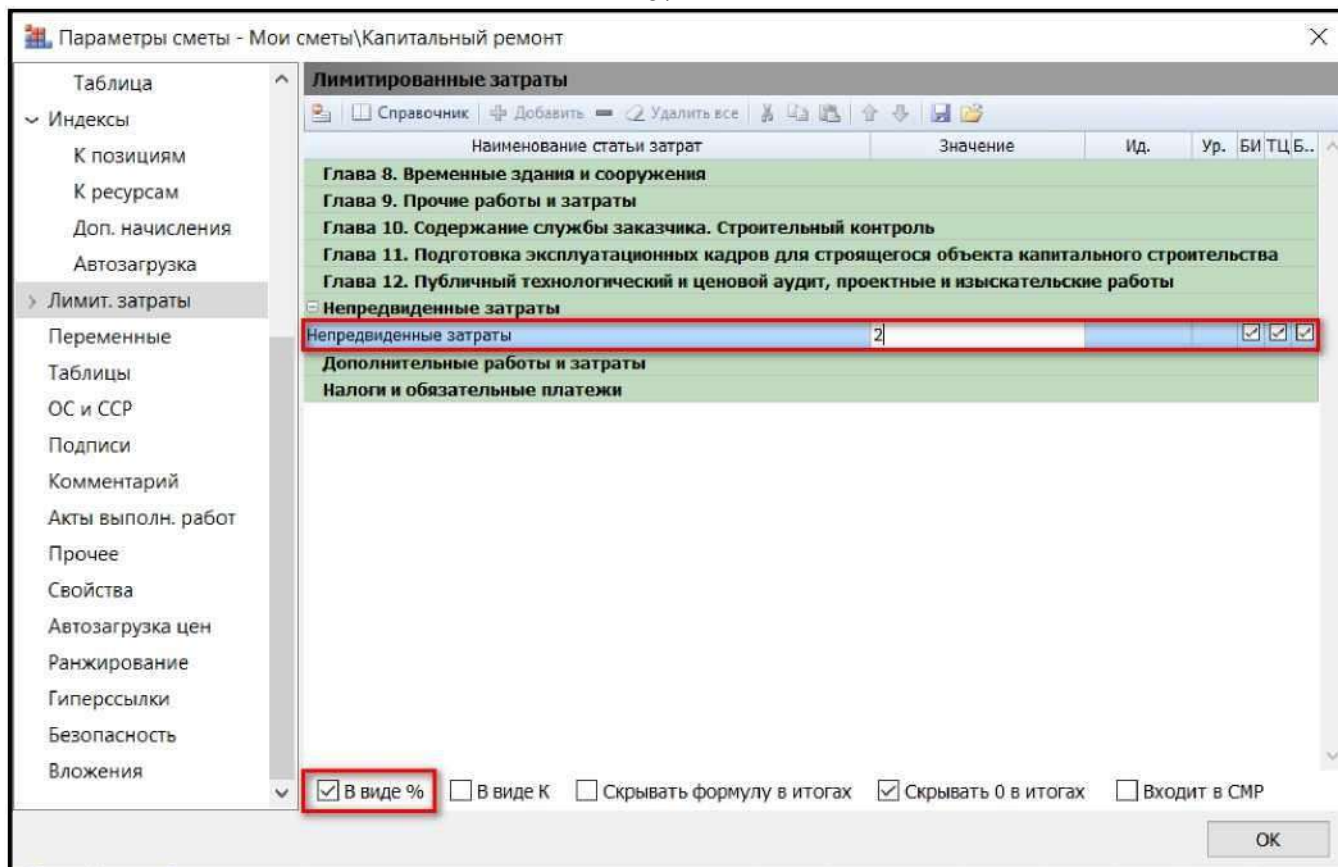 Параметры сметы - Мои сметы\Капитальный ремонт
Таблица
Индексы
К позициям
К ресурсам
Доп. начисления
Автозагрузка
Лимит. затраты
Переменные
Таблицы
ОС и ССР
Подписи
Комментарий
Акты выполн. работ
Прочее
Свойства
Автозагрузка цен
Ранжирование
Гиперссылки
Безопасность
Вложения
Лимитированные затраты
Справочник Добавить Удалить все
Наименование статьи затрат Значение Ид. Ур. БИ ТЦ Б..
Глава 8. Временные здания и сооружения
Глава 9. Прочие работы и затраты
Глава 10. Содержание службы заказчика. Строительный контроль
Глава 11. Подготовка эксплуатационных кадров для строящегося объекта капитального строительства
Глава 12. Публичный технологический и ценовой аудит, проектные и изыскательские работы
Непредвиденные затраты
Непредвиденные затраты 2
Дополнительные работы и затраты
Налоги и обязательные платежи
В виде % В виде К Скрывать формулу в итогах Скрывать 0 в итогах Входит в СМР
ОК